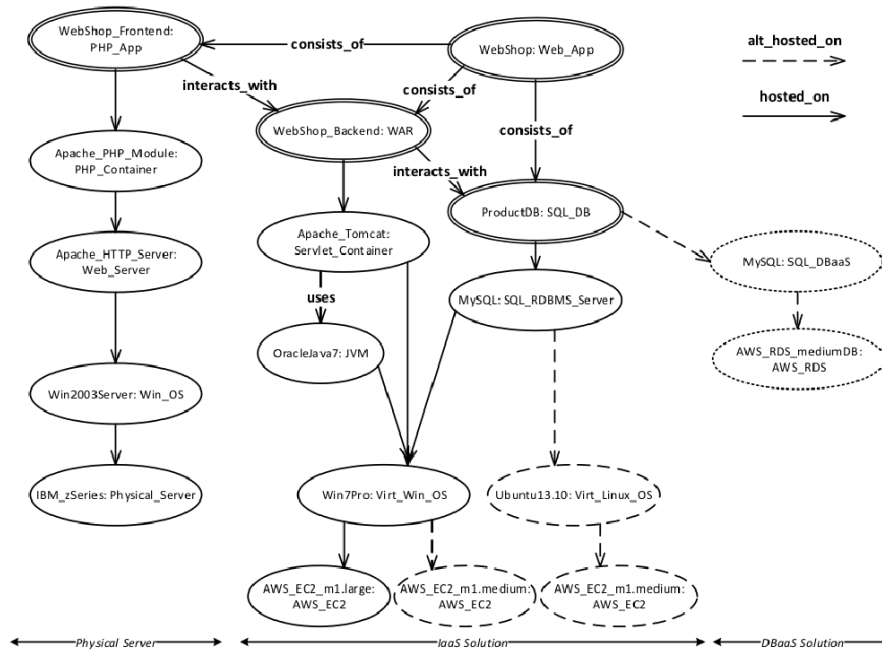 WebShop_Frontend:
PHP_App
consists_of
WebShop: Web_App
alt_hosted_on
interacts_with
consists_of
hosted_on
WebShop_Backend: WAR
consists_of
Apache_PHP_Module:
PHP_Container
interacts_with
ProductDB: SQL_DB
Apache_Tomcat:
Servlet_Container
Apache_HTTP_Server:
Web_Server
MySQL: SQL_DBaaS
uses
MySQL: SQL_RDBMS_Server
OracleJava7: JVM
AWS_RDS_mediumDB:
AWS_RDS
Win2003Server: Win_OS
IBM_zSeries: Physical_Server
Win7Pro: Virt_Win_OS
Ubuntu13.10: Virt_Linux_OS
AWS_EC2_m1.large:
AWS_EC2
AWS_EC2_m1.medium:
AWS_EC2
AWS_EC2_m1.medium:
AWS_EC2
Physical Server
IaaS Solution
DBaaS Solution